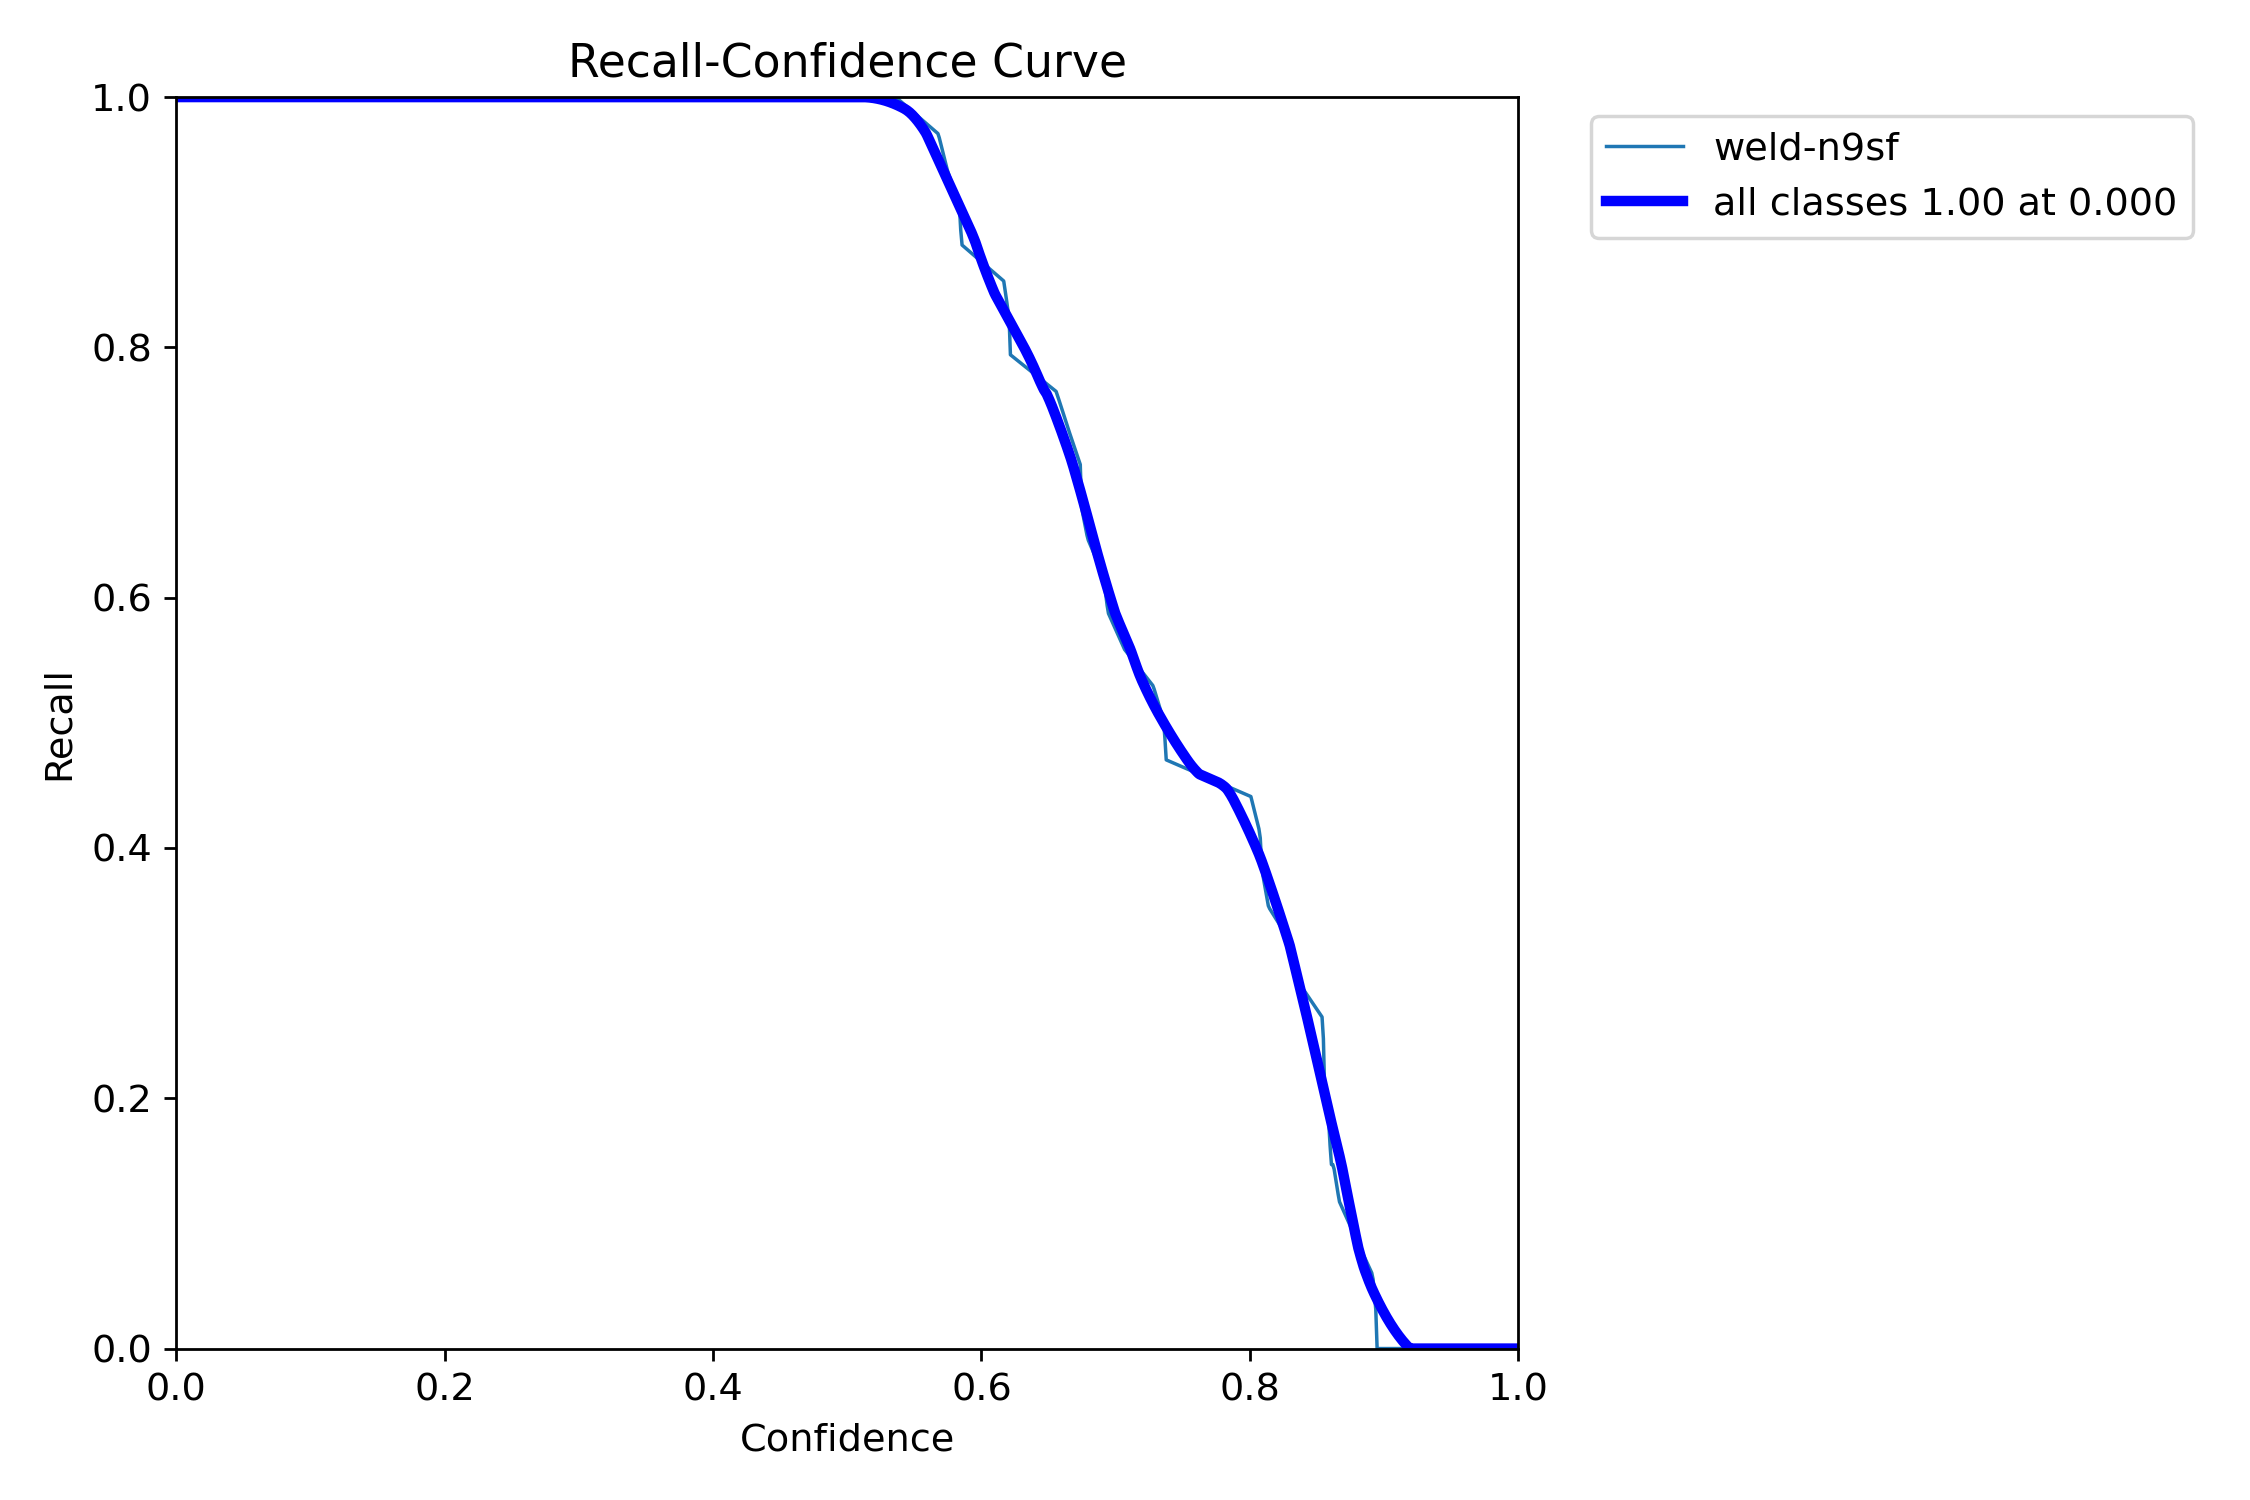 Recall-Confidence Curve
weld-n9sf
all classes 1.00 at 0.000
Recall
1.0
0.8
0.6
0.4
0.2
0.0
0.0 0.2 0.4 0.6 0.8 1.0
Confidence